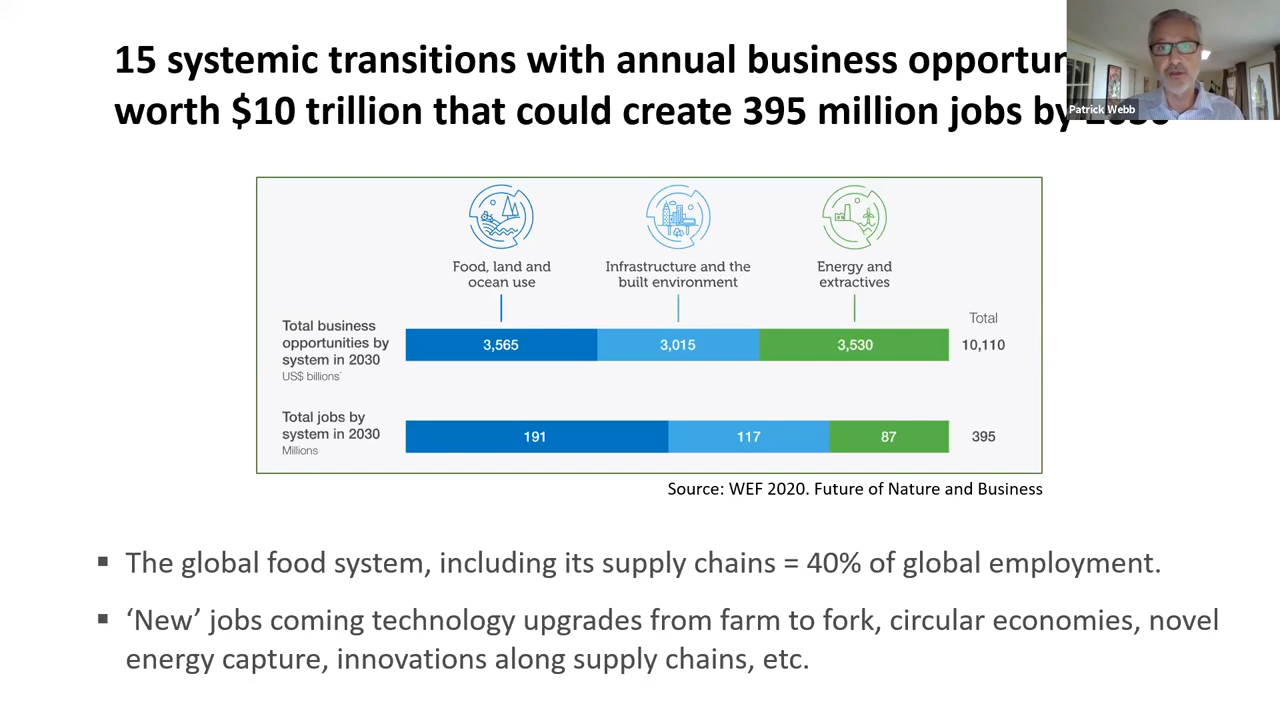 15 systemic transitions with annual business
worth $10 trillion that could create 395 million jobs by
Patrick Webb
Food, land and
ocean use
Infrastructure and the
built environment
Energy and
extractives
Total business
opportunities by
system in 2030
US$ billions*
3,565
3,015
3,530
Total
10,110
Total jobs by
system in 2030
Millions
191
117
87
395
Source: WEF 2020. Future of Nature and Business
▪ The global food system, including its supply chains = 40% of global employment.
▪ ‘New’ jobs coming technology upgrades from farm to fork, circular economies, novel
energy capture, innovations along supply chains, etc.